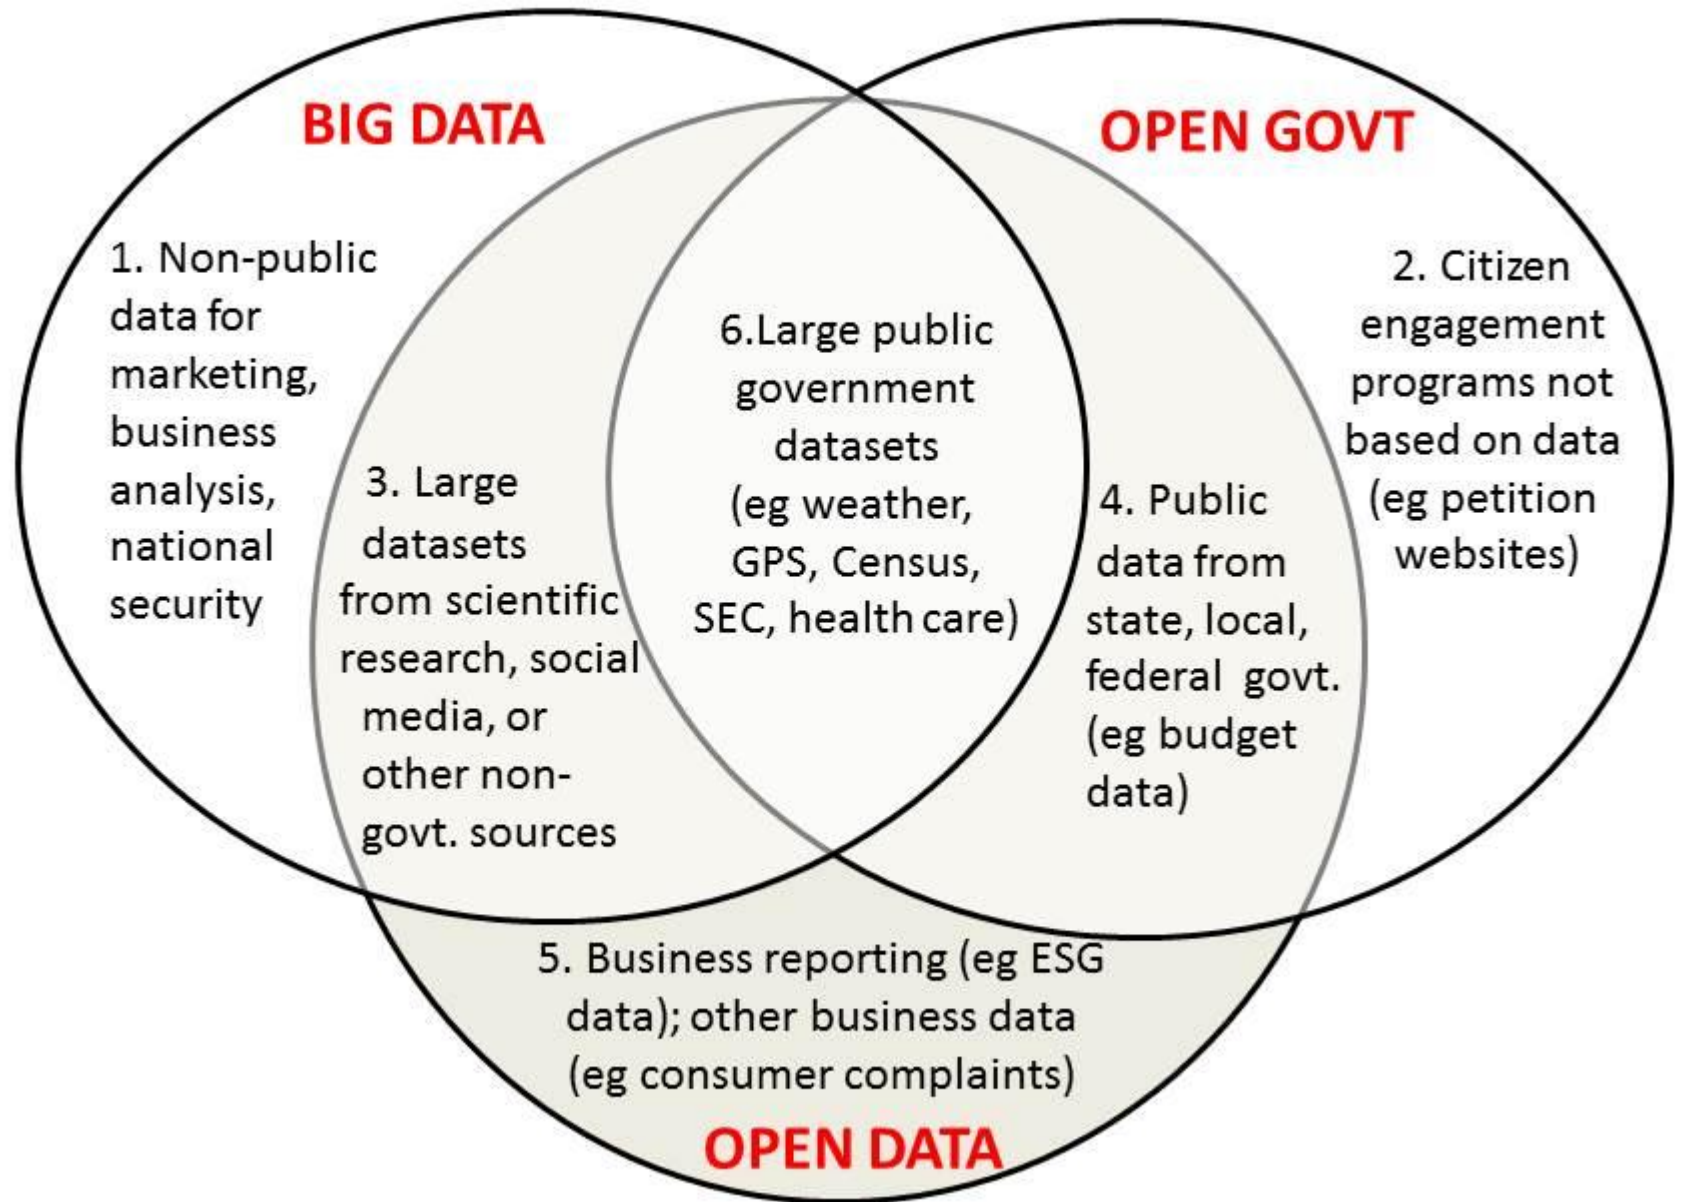 BIG DATA
OPEN GOVT
1. Non-public
data for
marketing,
business
analysis,
national
security
2. Citizen
engagement
programs not
based on data
(eg petition
websites)
3. Large
datasets
from scientific
research, social
media, or
other non-
govt. sources
6.Large public
government
datasets
(eg weather,
GPS, Census,
SEC, health care)
4. Public
data from
state, local,
federal govt.
(eg budget
data)
5. Business reporting (eg ESG
data); other business data
(eg consumer complaints)
OPEN DATA